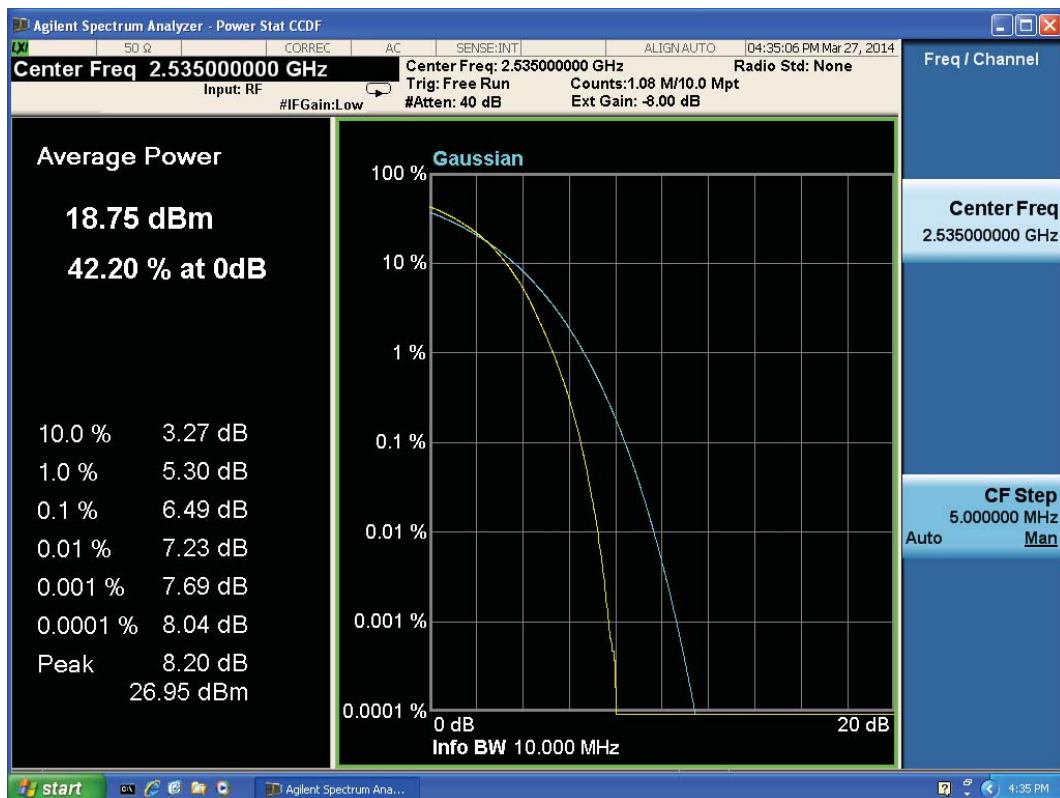 Agilent Spectrum Analyzer - Power Stat CCDF
LXI 50 Ω CORREC AC SENSE:INT ALIGN AUTO 04:35:06 PM Mar 27, 2014
Center Freq 2.535000000 GHz
Input: RF
#IFGain:Low
Center Freq: 2.535000000 GHz Radio Std: None
Trig: Free Run Counts:1.08 M/10.0 Mpt
#Atten: 40 dB Ext Gain: -8.00 dB
Average Power
18.75 dBm
42.20 % at 0dB
10.0 % 3.27 dB
1.0 % 5.30 dB
0.1 % 6.49 dB
0.01 % 7.23 dB
0.001 % 7.69 dB
0.0001 % 8.04 dB
Peak 8.20 dB
26.95 dBm
Gaussian
100 %
10 %
1 %
0.1 %
0.01 %
0.001 %
0.0001 %
0 dB 20 dB
Info BW 10.000 MHz
Freq / Channel
Center Freq
2.535000000 GHz
CF Step
5.000000 MHz
Auto Man
start Agilent Spectrum Ana... 4:35 PM